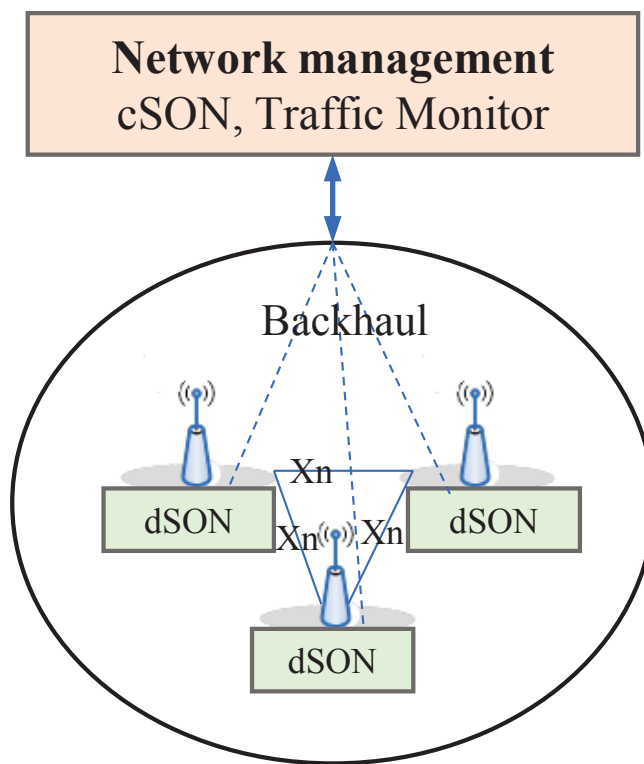 Network management
cSON, Traffic Monitor
Backhaul
Xn
dSON
dSON
Xn
Xn
dSON